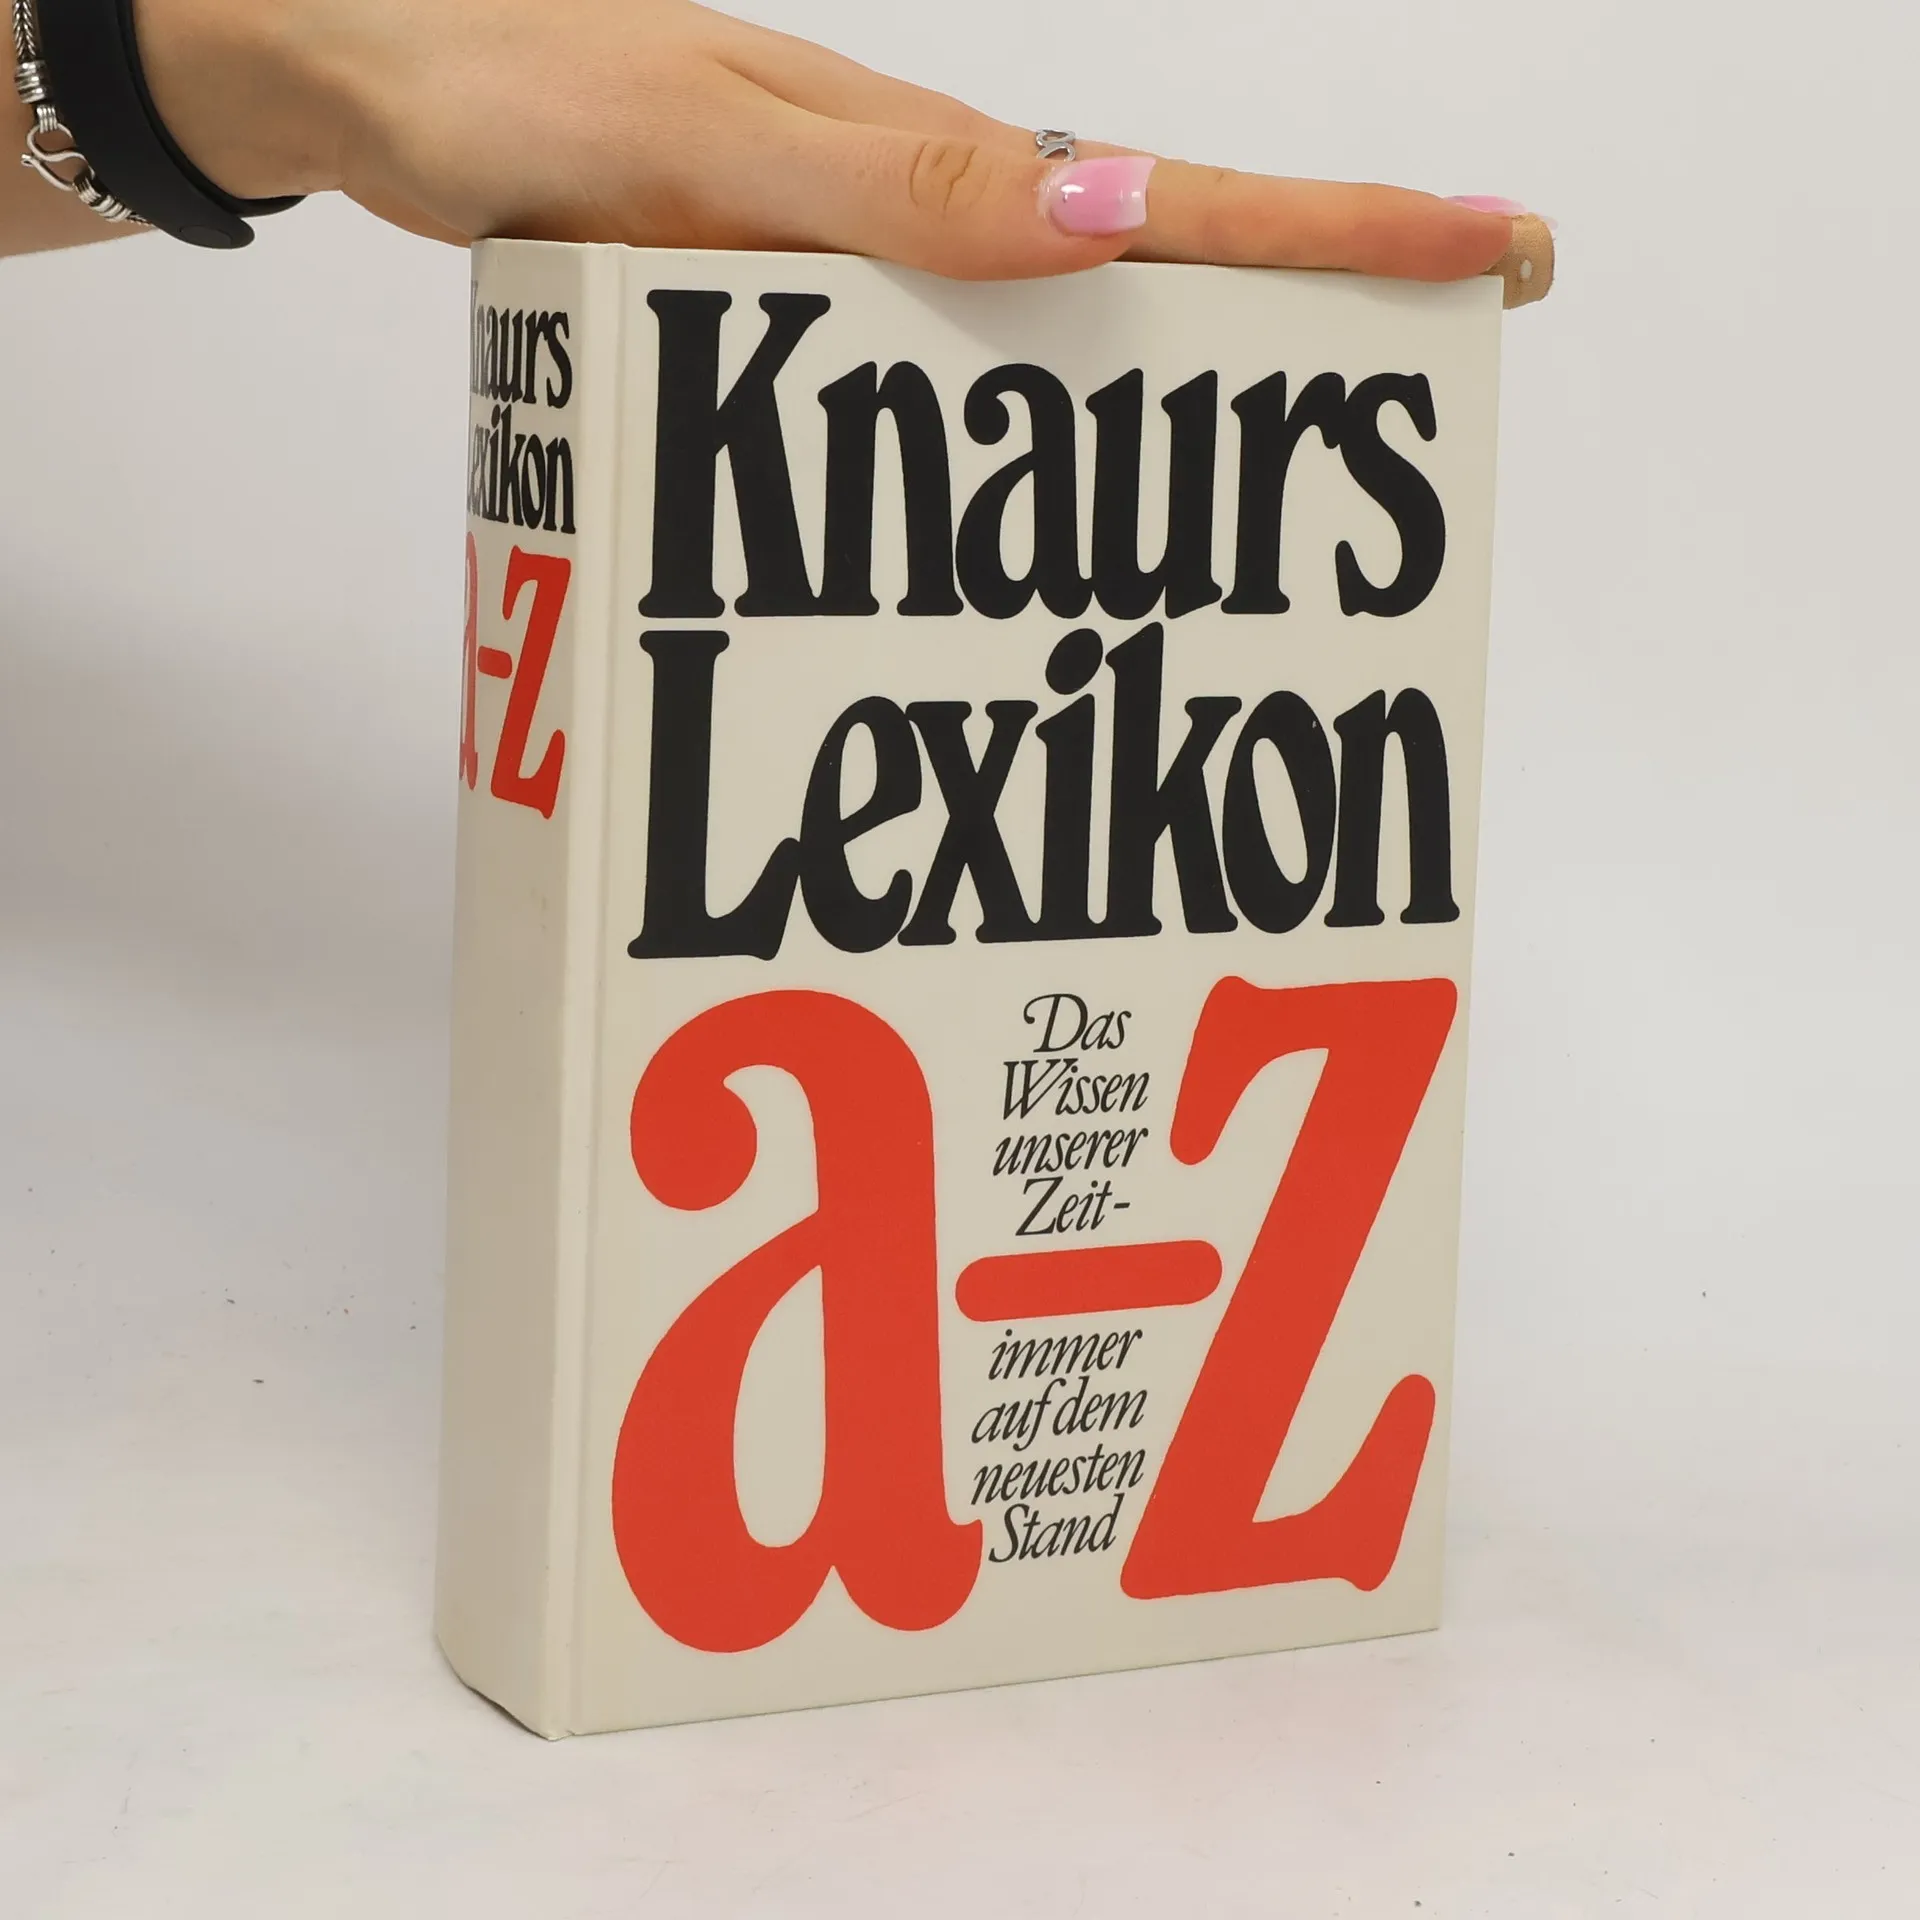 Knaurs
Lexikon
a-Z
Knaurs
Lexikon
a-Z
Das
Wissen
unserer
Zeit-
immer
auf dem
neuesten
Stand